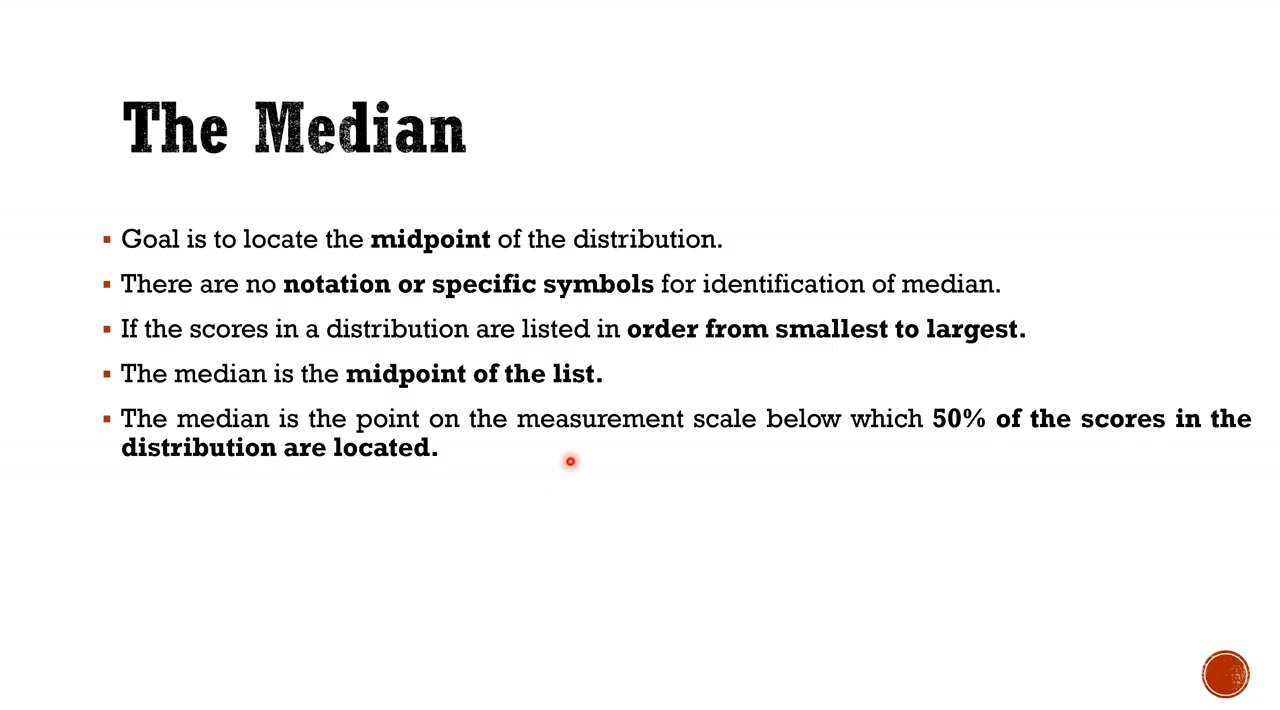 The Median
▪ Goal is to locate the midpoint of the distribution.
▪ There are no notation or specific symbols for identification of median.
▪ If the scores in a distribution are listed in order from smallest to largest.
▪ The median is the midpoint of the list.
▪ The median is the point on the measurement scale below which 50% of the scores in the
distribution are located.